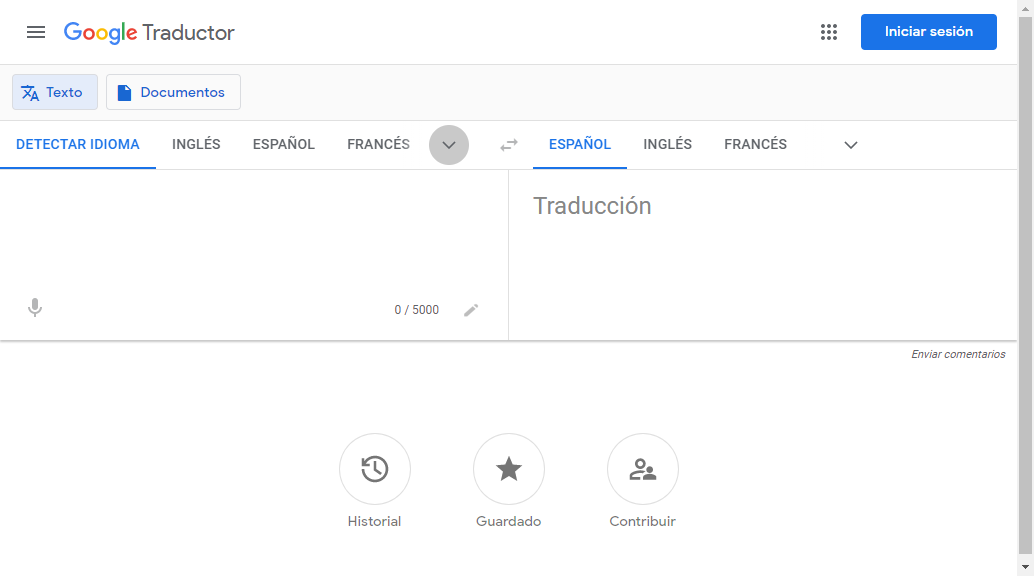 Google Traductor
Iniciar sesión
Texto
Documentos
DETECTAR IDIOMA INGLÉS ESPAÑOL FRANCÉS ESPAÑOL INGLÉS FRANCÉS
Traducción
0 / 5000
Enviar comentarios
Historial
Guardado
Contribuir